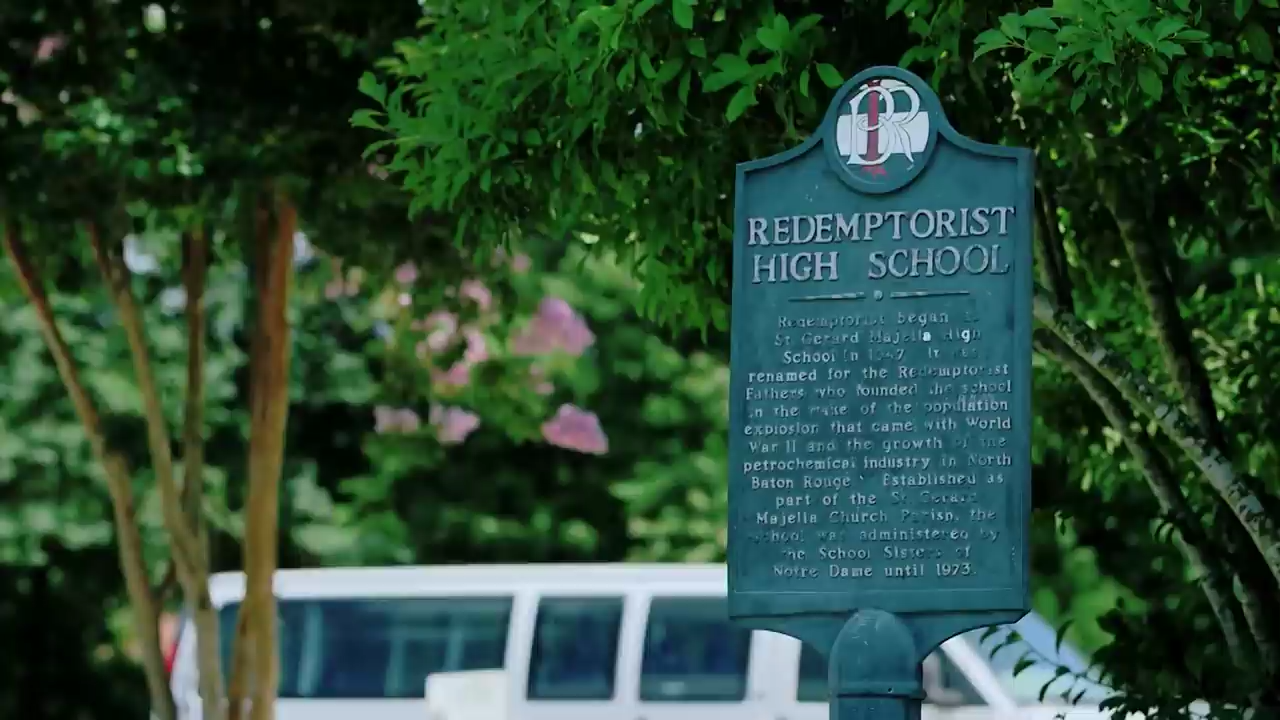 BR
REDEMPTORIST
HIGH SCHOOL
Redemptorist began
St. Gerard Majella High
School in 1947 It was
renamed for the Redemptorist
Fathers who founded the school
in the wake of the population
explosion that came with World
War II and the growth of the
petrochemical industry in North
Baton Rouge Established as
part of the St. Gerard
Majella Church Parish, the
school was administered by
the School Sisters of
Notre Dame until 1973.